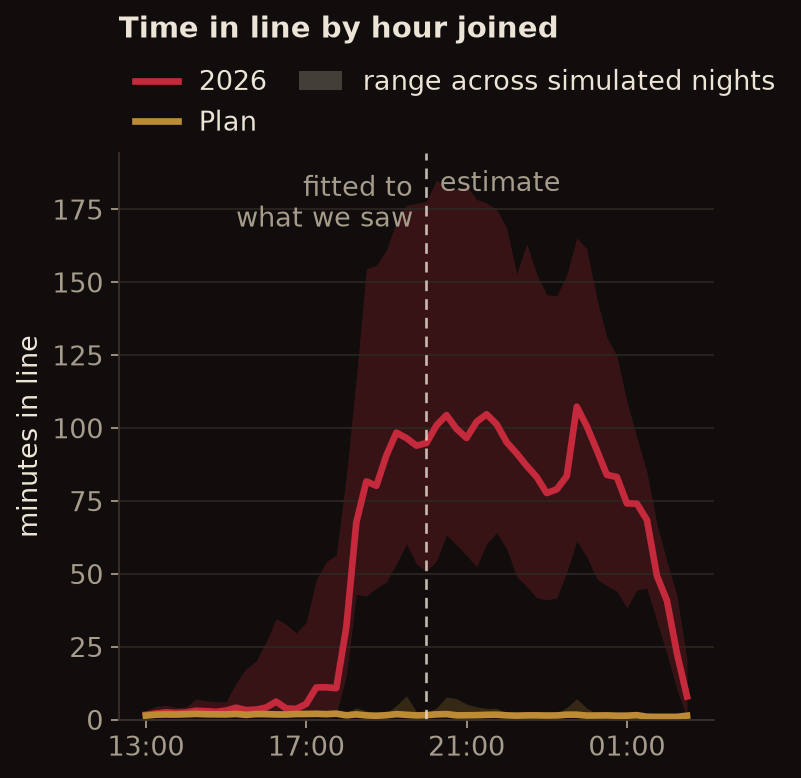 Time in line by hour joined
2026
range across simulated nights
Plan
fitted to
what we saw
estimate
minutes in line
175
150
125
100
75
50
25
0
13:00
17:00
21:00
01:00